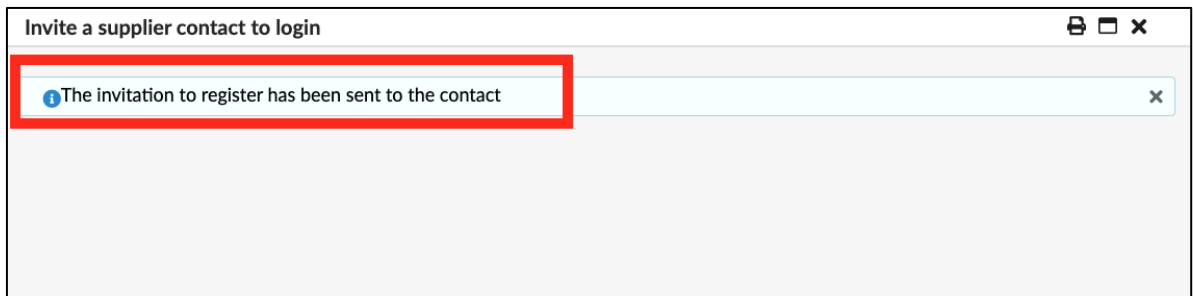 Invite a supplier contact to login
The invitation to register has been sent to the contact